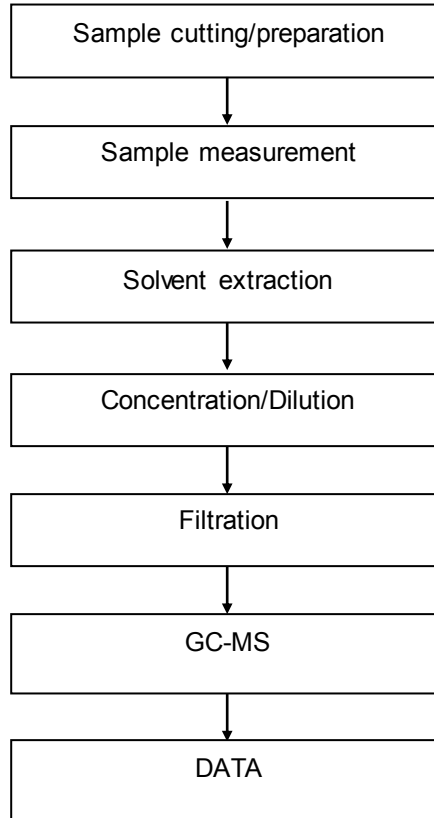 Sample cutting/preparation
Sample measurement
Solvent extraction
Concentration/Dilution
Filtration
GC-MS
DATA